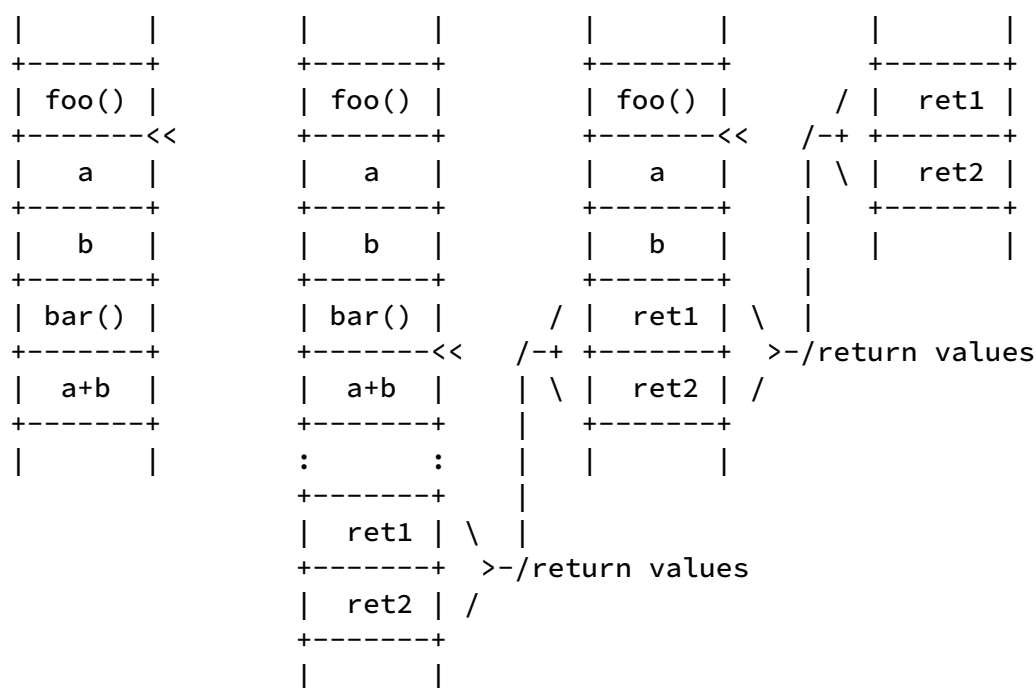 |       |        |       |        |       |        |       |
+-------+        +-------+        +-------+        +-------+
| foo() |        | foo() |        | foo() |      / |  ret1 |
+-------<<       +-------+        +-------<<   /-+ +-------+
|   a   |        |   a   |        |   a   |    | \ |  ret2 |
+-------+        +-------+        +-------+    |   +-------+
|   b   |        |   b   |        |   b   |    |   |       |
+-------+        +-------+        +-------+    |
| bar() |        | bar() |      / |  ret1 | \  |
+-------+        +-------<<   /-+ +-------+  >-/return values
|  a+b  |        |  a+b  |    | \ |  ret2 | /
+-------+        +-------+    |   +-------+
|       |        :       :    |   |       |
                 +-------+    |
                 |  ret1 | \  |
                 +-------+  >-/return values
                 |  ret2 | /
                 +-------+
                 |       |